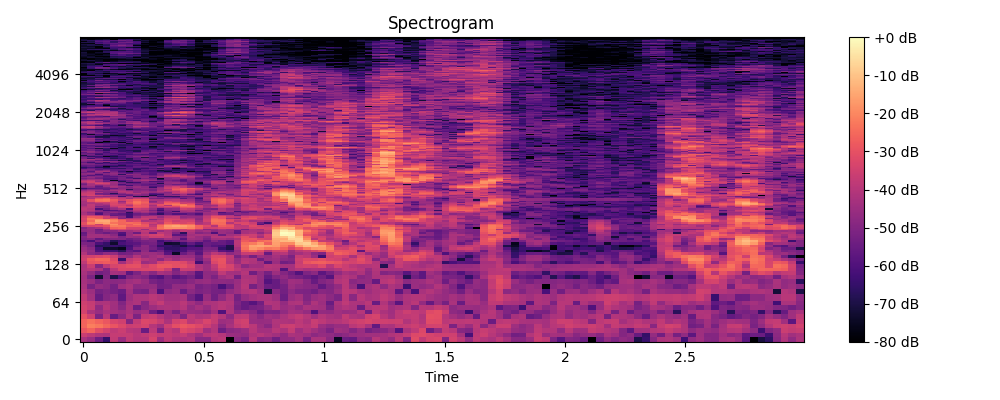 Spectrogram
Hz
4096
2048
1024
512
256
128
64
0
0
0.5
1
1.5
2
2.5
Time
+0 dB
-10 dB
-20 dB
-30 dB
-40 dB
-50 dB
-60 dB
-70 dB
-80 dB